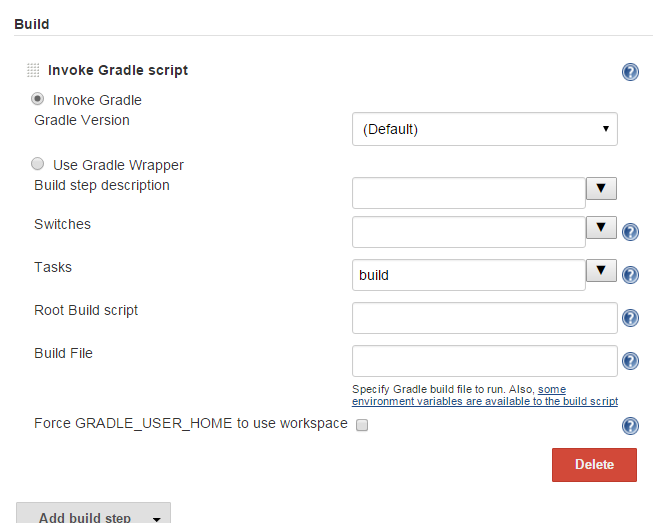 Build
Invoke Gradle script
Invoke Gradle
Gradle Version
(Default)
Use Gradle Wrapper
Build step description
Switches
Tasks
build
Root Build script
Build File
Specify Gradle build file to run. Also, some
environment variables are available to the build script
Force GRADLE_USER_HOME to use workspace
Delete
Add build step